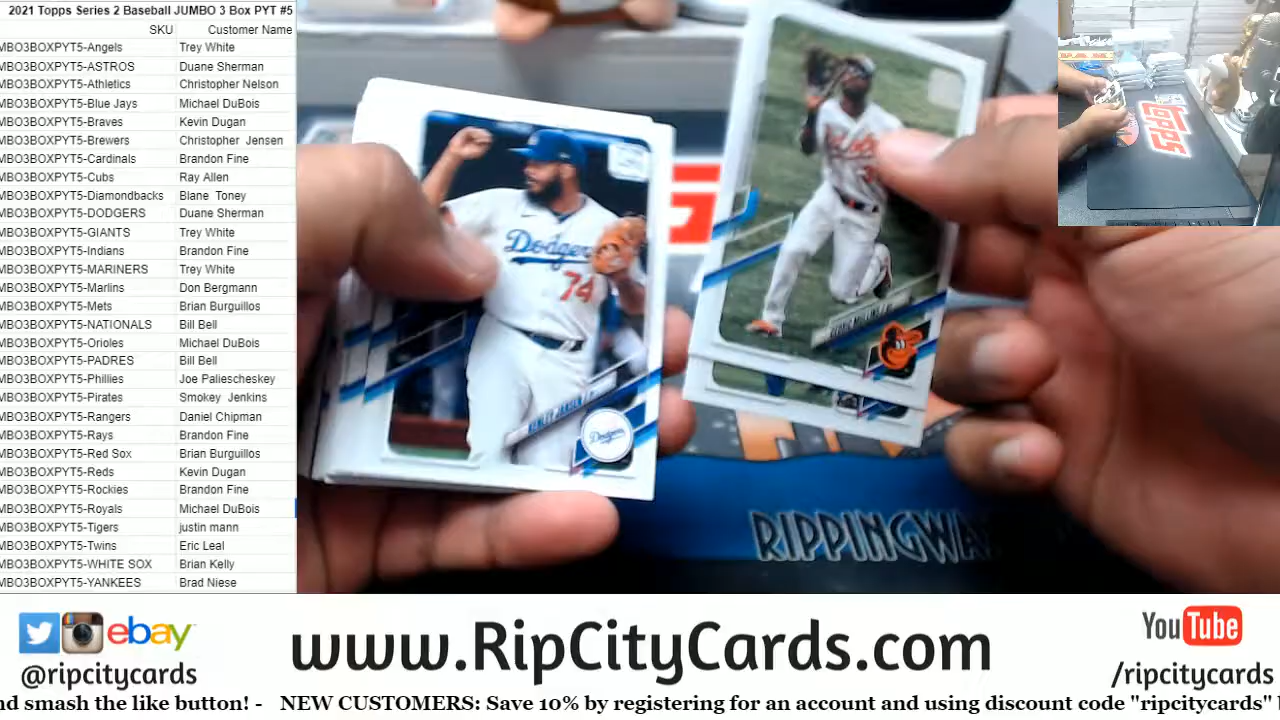 2021 Topps Series 2 Baseball JUMBO 3 Box PYT #5
SKU Customer Name
MBO3BOXPYT5-Angels Trey White
MBO3BOXPYT5-ASTROS Duane Sherman
MBO3BOXPYT5-Athletics Christopher Nelson
MBO3BOXPYT5-Blue Jays Michael DuBois
MBO3BOXPYT5-Braves Kevin Dugan
MBO3BOXPYT5-Brewers Christopher Jensen
MBO3BOXPYT5-Cardinals Brandon Fine
MBO3BOXPYT5-Cubs Ray Allen
MBO3BOXPYT5-Diamondbacks Blane Toney
MBO3BOXPYT5-DODGERS Duane Sherman
MBO3BOXPYT5-GIANTS Trey White
MBO3BOXPYT5-Indians Brandon Fine
MBO3BOXPYT5-MARINERS Trey White
MBO3BOXPYT5-Marlins Don Bergmann
MBO3BOXPYT5-Mets Brian Burguillos
MBO3BOXPYT5-NATIONALS Bill Bell
MBO3BOXPYT5-Orioles Michael DuBois
MBO3BOXPYT5-PADRES Bill Bell
MBO3BOXPYT5-Phillies Joe Paliescheskey
MBO3BOXPYT5-Pirates Smokey Jenkins
MBO3BOXPYT5-Rangers Daniel Chipman
MBO3BOXPYT5-Rays Brandon Fine
MBO3BOXPYT5-Red Sox Brian Burguillos
MBO3BOXPYT5-Reds Kevin Dugan
MBO3BOXPYT5-Rockies Brandon Fine
MBO3BOXPYT5-Royals Michael DuBois
MBO3BOXPYT5-Tigers justin mann
MBO3BOXPYT5-Twins Eric Leal
MBO3BOXPYT5-WHITE SOX Brian Kelly
MBO3BOXPYT5-YANKEES Brad Niese
Dodgers
74
KENLEY JANSEN
Dodgers
CEDRIC MULLINS II
topps
RIPPINGWA
ebay
@ripcitycards
www.RipCityCards.com
YouTube
/ripcitycards
nd smash the like button! - NEW CUSTOMERS: Save 10% by registering for an account and using discount code "ripcitycards"